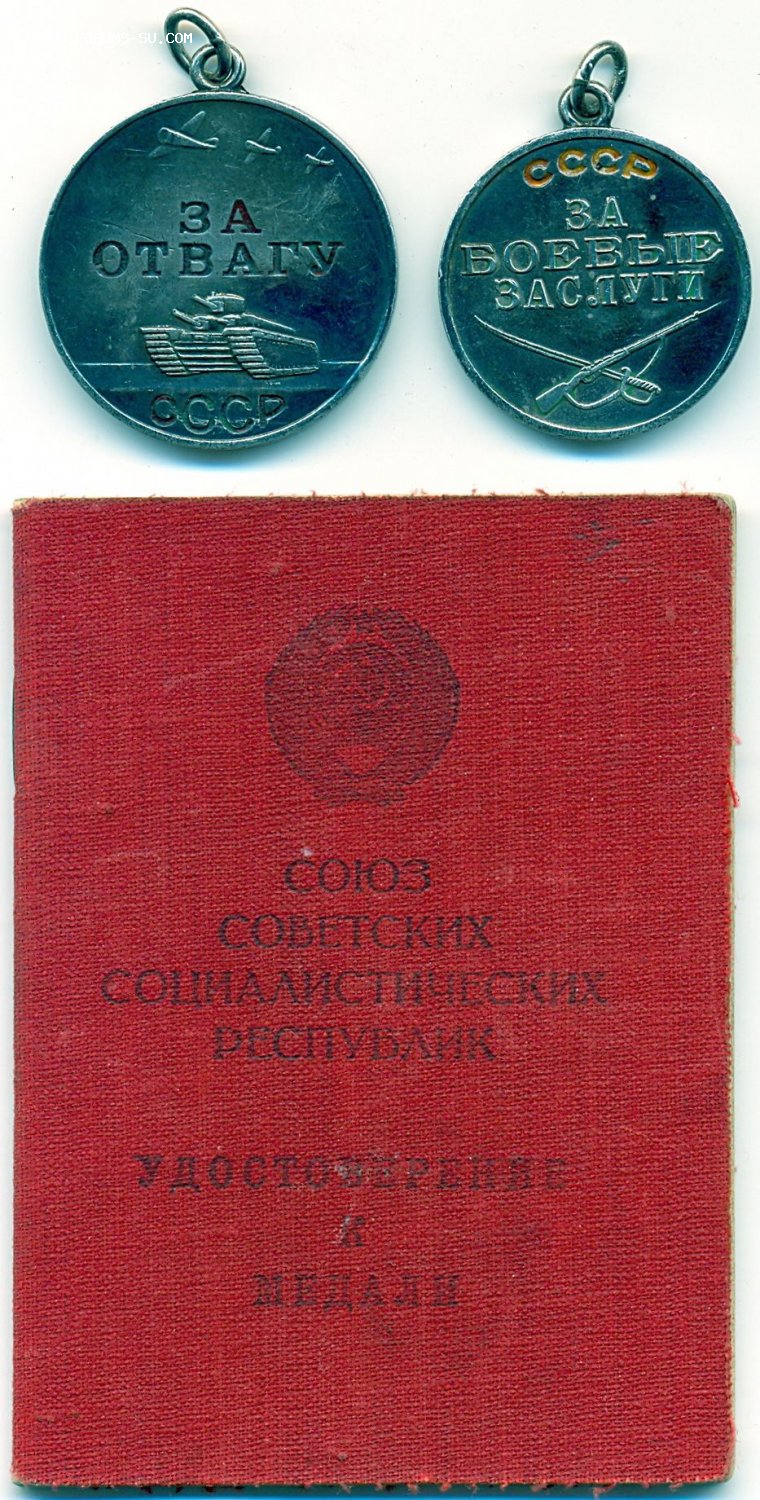 ЗА
ОТВАГУ
СССР
СССР
ЗА
БОЕВЫЕ
ЗАСЛУГИ
СОЮЗ
СОВЕТСКИХ
СОЦИАЛИСТИЧЕСКИХ
РЕСПУБЛИК
УДОСТОВЕРЕНИЕ
К
МЕДАЛИ